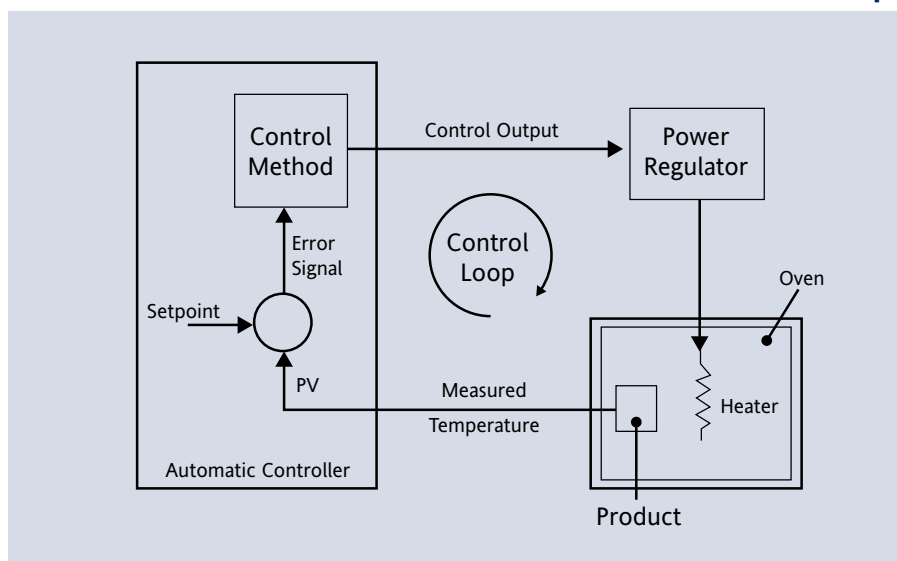 Control
Method
Control Output
Power
Regulator
Error
Signal
Control
Loop
Oven
Setpoint
PV
Measured
Temperature
Heater
Automatic Controller
Product